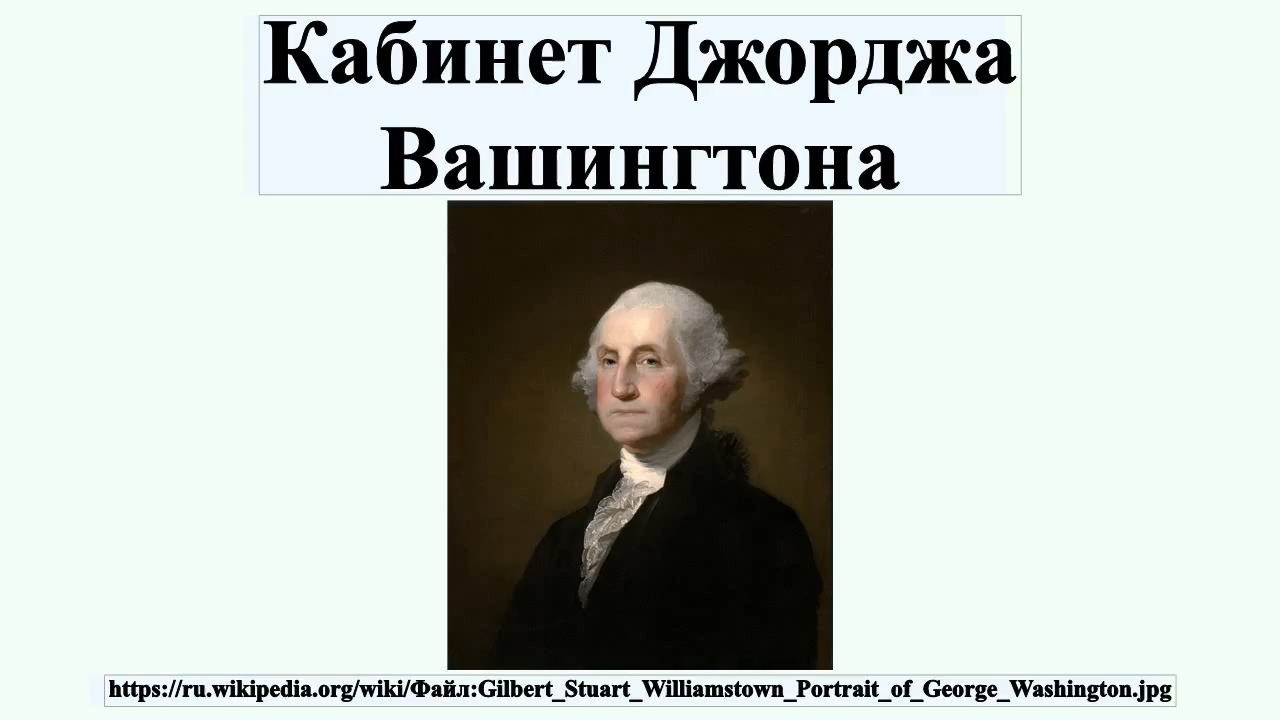 Кабинет Джорджа
Вашингтона
https://ru.wikipedia.org/wiki/Файл:Gilbert_Stuart_Williamstown_Portrait_of_George_Washington.jpg